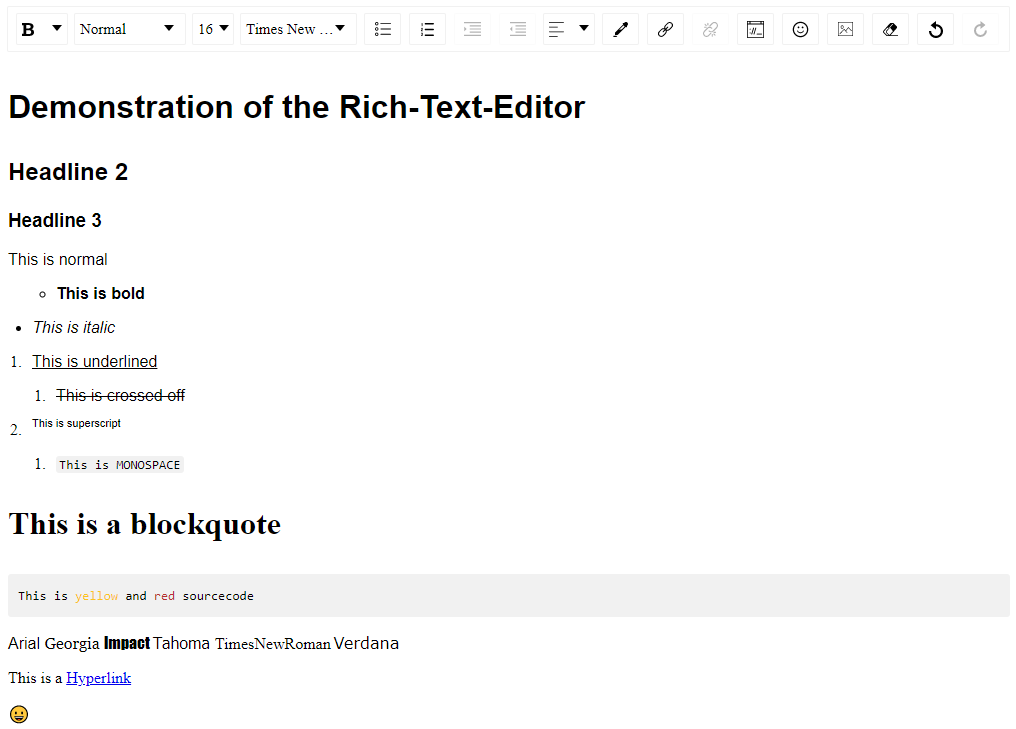 B Normal 16 Times New ...
Demonstration of the Rich-Text-Editor
Headline 2
Headline 3
This is normal
This is bold
This is italic
1. This is underlined
1. This is crossed off
2. This is superscript
1. This is MONOSPACE
This is a blockquote
This is yellow and red sourcecode
Arial Georgia Impact Tahoma TimesNewRoman Verdana
This is a Hyperlink